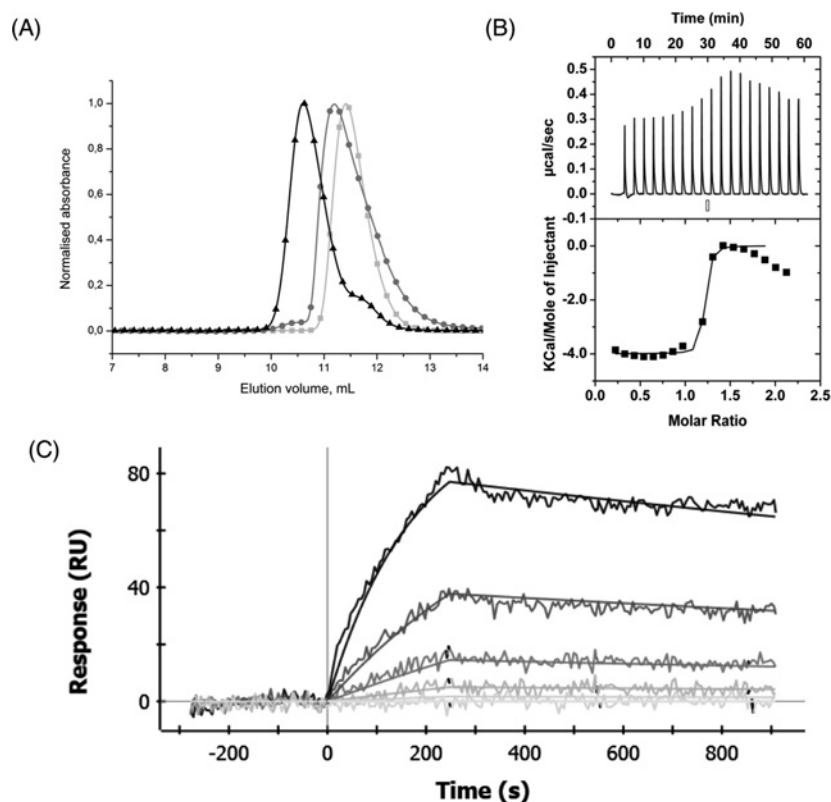 (A)
Normalised absorbance
1,0
0,8
0,6
0,4
0,2
0,0
7 8 9 10 11 12 13 14
Elution volume, mL
(B)
Time (min)
0 10 20 30 40 50 60
µcal/sec
0.5
0.4
0.3
0.2
0.1
0.0
-0.1
KCal/Mole of Injectant
0.0
-2.0
-4.0
0.0 0.5 1.0 1.5 2.0 2.5
Molar Ratio
(C)
Response (RU)
80
40
0
-200 0 200 400 600 800
Time (s)